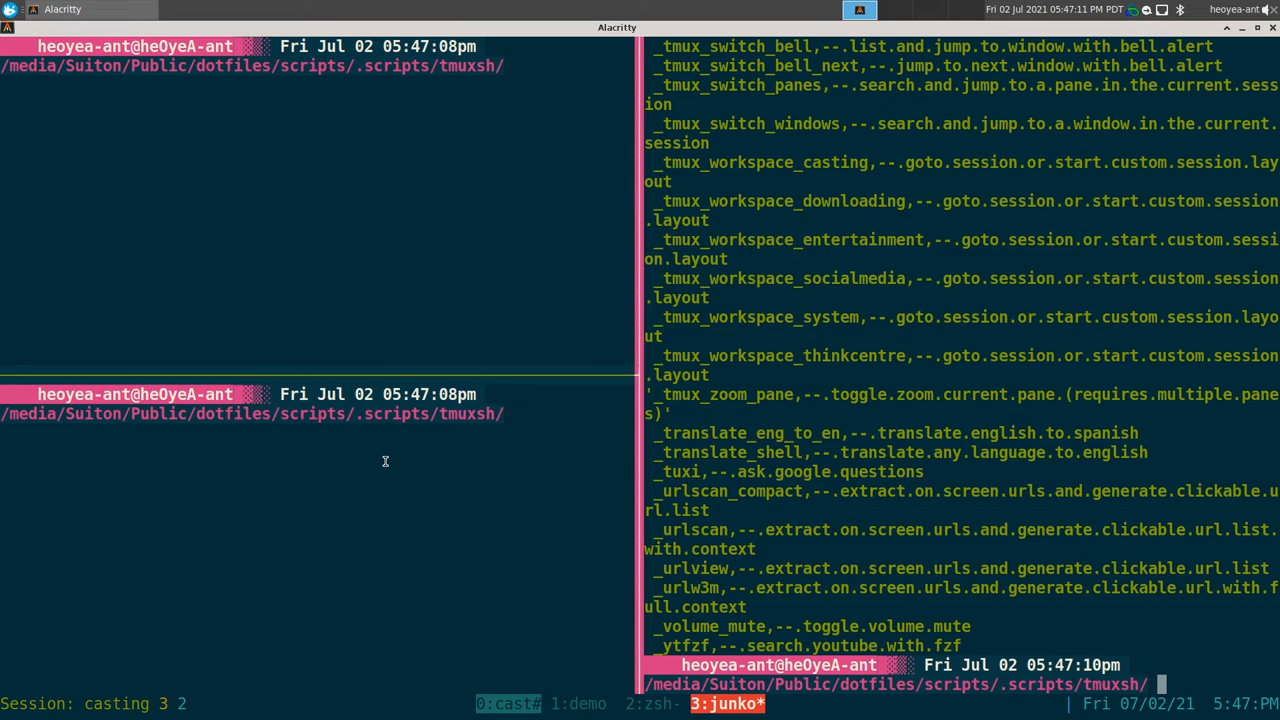 Alacritty
Fri 02 Jul 2021 05:47:11 PM PDT
heoyea-ant
Alacritty
heoyea-ant@heOyeA-ant Fri Jul 02 05:47:08pm
/media/Suiton/Public/dotfiles/scripts/.scripts/tmuxsh/
heoyea-ant@heOyeA-ant Fri Jul 02 05:47:08pm
/media/Suiton/Public/dotfiles/scripts/.scripts/tmuxsh/
_tmux_switch_bell,--.list.and.jump.to.window.with.bell.alert
_tmux_switch_bell_next,--.jump.to.next.window.with.bell.alert
_tmux_switch_panes,--.search.and.jump.to.a.pane.in.the.current.sess
ion
_tmux_switch_windows,--.search.and.jump.to.a.window.in.the.current.
session
_tmux_workspace_casting,--.goto.session.or.start.custom.session.lay
out
_tmux_workspace_downloading,--.goto.session.or.start.custom.session
.layout
_tmux_workspace_entertainment,--.goto.session.or.start.custom.sessi
on.layout
_tmux_workspace_socialmedia,--.goto.session.or.start.custom.session
.layout
_tmux_workspace_system,--.goto.session.or.start.custom.session.layo
ut
_tmux_workspace_thinkcentre,--.goto.session.or.start.custom.session
.layout
'_tmux_zoom_pane,--.toggle.zoom.current.pane.(requires.multiple.pane
s)'
_translate_eng_to_en,--.translate.english.to.spanish
_translate_shell,--.translate.any.language.to.english
_tuxi,--.ask.google.questions
_urlscan_compact,--.extract.on.screen.urls.and.generate.clickable.u
rl.list
_urlscan,--.extract.on.screen.urls.and.generate.clickable.url.list.
with.context
_urlview,--.extract.on.screen.urls.and.generate.clickable.url.list
_urlw3m,--.extract.on.screen.urls.and.generate.clickable.url.with.f
ull.context
_volume_mute,--.toggle.volume.mute
_ytfzf,--.search.youtube.with.fzf
heoyea-ant@heOyeA-ant Fri Jul 02 05:47:10pm
/media/Suiton/Public/dotfiles/scripts/.scripts/tmuxsh/
Session: casting 3 2 0:cast# 1:demo 2:zsh- 3:junko* | Fri 07/02/21 5:47PM